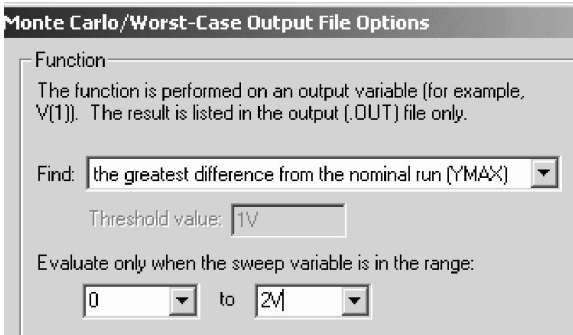 Monte Carlo/Worst-Case Output File Options
Function
The function is performed on an output variable (for example,
V(1)). The result is listed in the output (.OUT) file only.
Find: the greatest difference from the nominal run (YMAX)
Threshold value: 1V
Evaluate only when the sweep variable is in the range:
0 to 2V